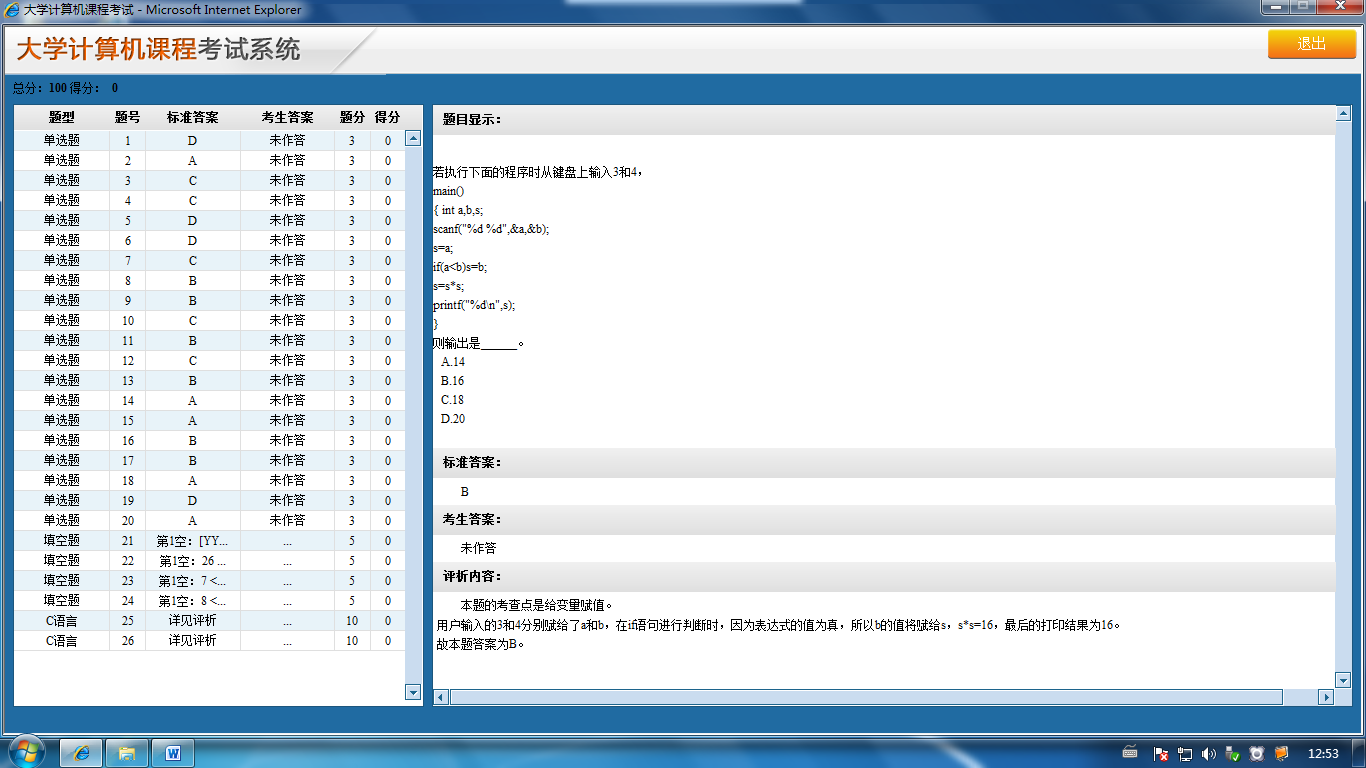 大学计算机课程考试 - Microsoft Internet Explorer
大学计算机课程考试系统
退出
总分：100 得分： 0
题型 题号 标准答案 考生答案 题分 得分
单选题 1 D 未作答 3 0
单选题 2 A 未作答 3 0
单选题 3 C 未作答 3 0
单选题 4 C 未作答 3 0
单选题 5 D 未作答 3 0
单选题 6 D 未作答 3 0
单选题 7 C 未作答 3 0
单选题 8 B 未作答 3 0
单选题 9 B 未作答 3 0
单选题 10 C 未作答 3 0
单选题 11 B 未作答 3 0
单选题 12 C 未作答 3 0
单选题 13 B 未作答 3 0
单选题 14 A 未作答 3 0
单选题 15 A 未作答 3 0
单选题 16 B 未作答 3 0
单选题 17 B 未作答 3 0
单选题 18 A 未作答 3 0
单选题 19 D 未作答 3 0
单选题 20 A 未作答 3 0
填空题 21 第1空：[YY... ... 5 0
填空题 22 第1空：26 ... ... 5 0
填空题 23 第1空：7 <... ... 5 0
填空题 24 第1空：8 <... ... 5 0
C语言 25 详见评析 ... 10 0
C语言 26 详见评析 ... 10 0
题目显示：
若执行下面的程序时从键盘上输入3和4，
main()
{ int a,b,s;
scanf("%d %d",&a,&b);
s=a;
if(a<b)s=b;
s=s*s;
printf("%d\n",s);
}
则输出是______。
A.14
B.16
C.18
D.20
标准答案：
B
考生答案：
未作答
评析内容：
本题的考查点是给变量赋值。
用户输入的3和4分别赋给了a和b，在if语句进行判断时，因为表达式的值为真，所以b的值将赋给s，s*s=16，最后的打印结果为16。
故本题答案为B。
12:53